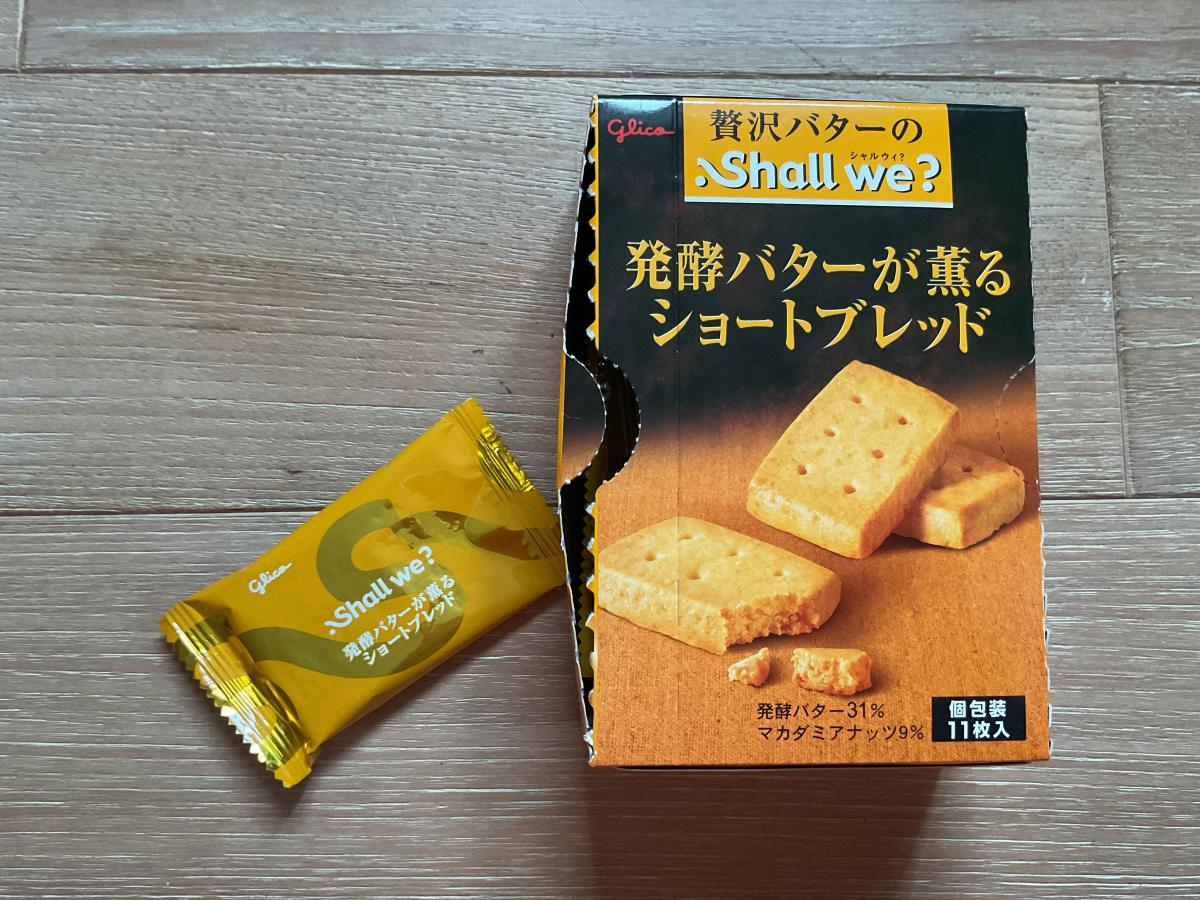 Glico
贅沢バターの
シャルウィ?
Shall we?
発酵バターが薫る
ショートブレッド
発酵バター31%
マカダミアナッツ9%
個包装
11枚入
Glico
Shall we?
発酵バターが薫る
ショートブレッド